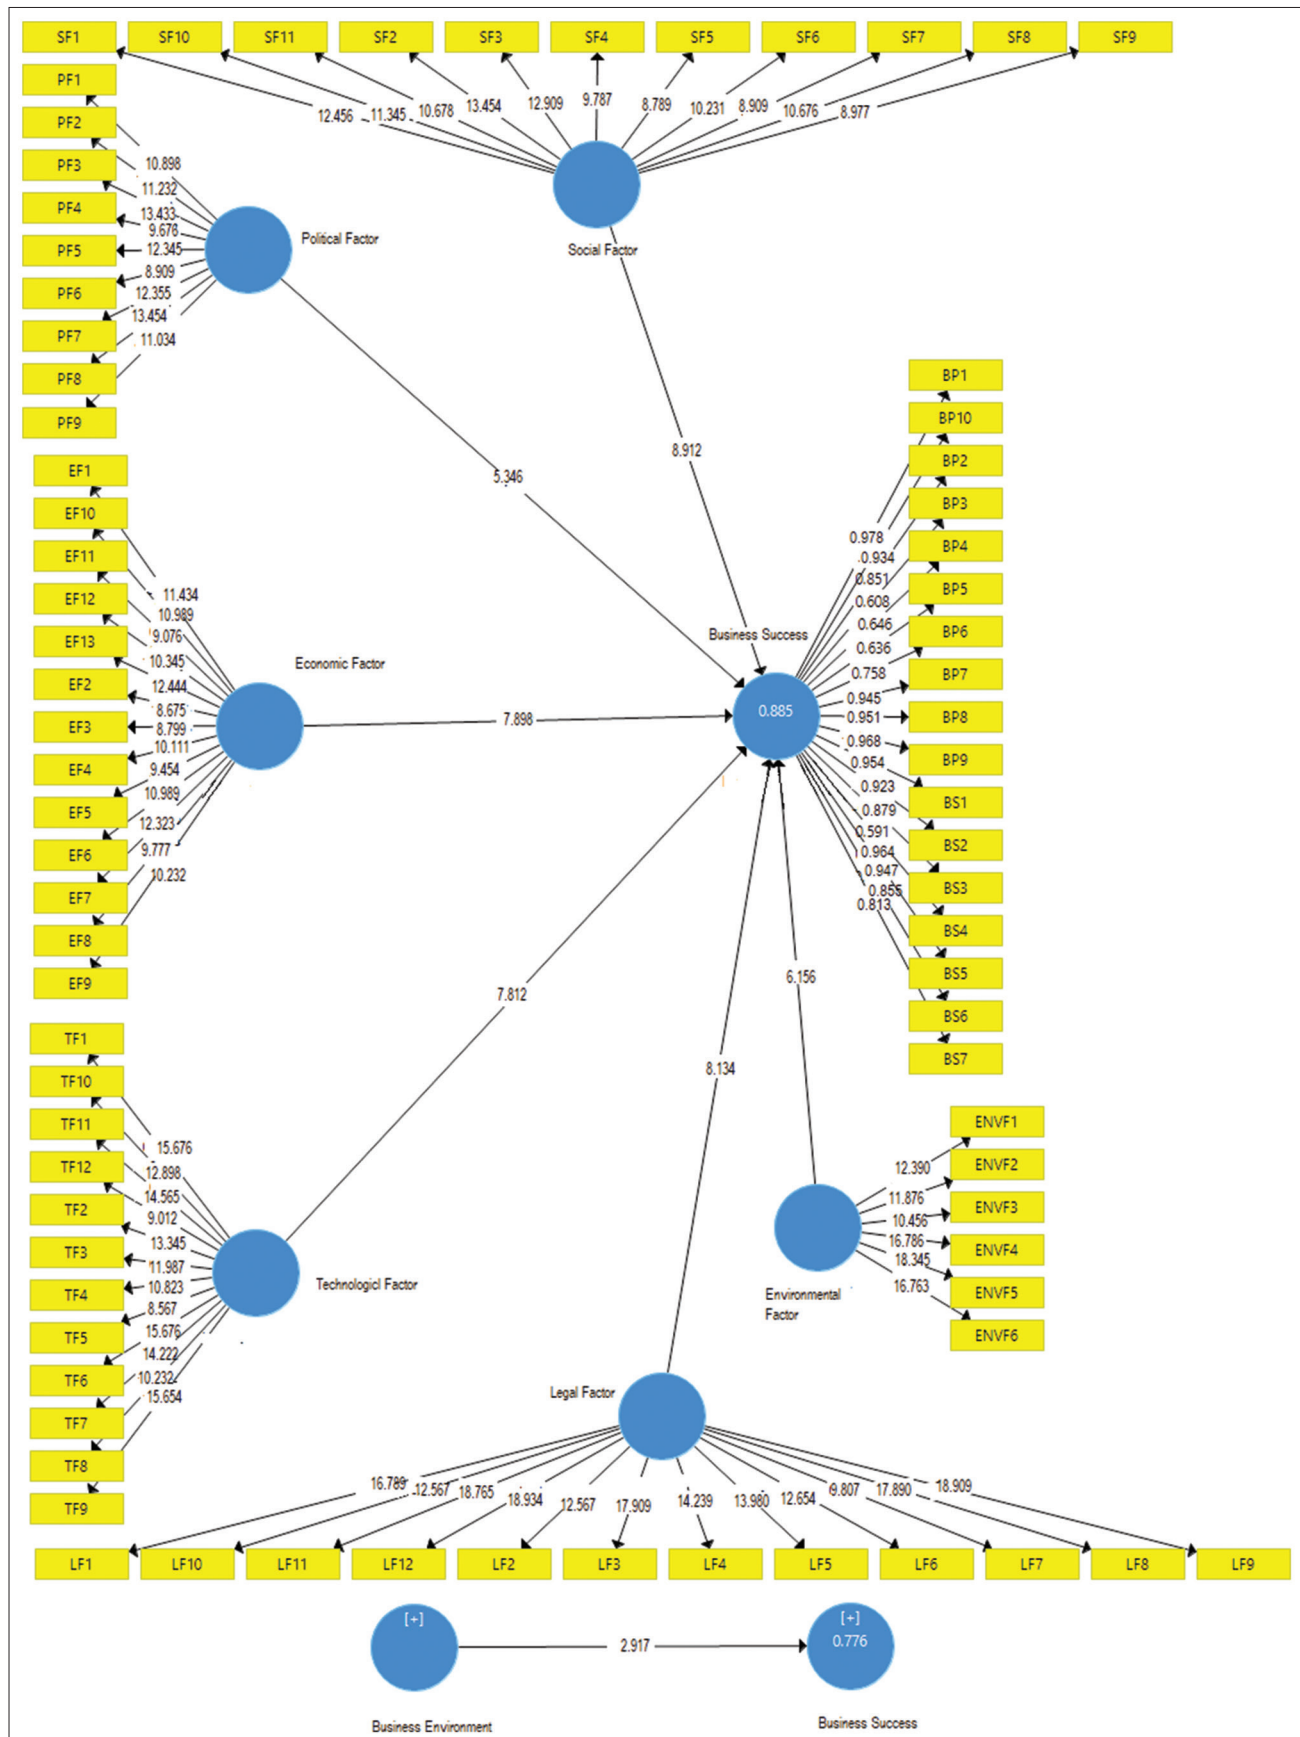 SF1 SF10 SF11 SF2 SF3 SF4 SF5 SF6 SF7 SF8 SF9
12.456 11.345 10.678 13.454 12.909 9.787 8.789 10.231 8.909 10.676 8.977
Social Factor
PF1
PF2
PF3
PF4
PF5
PF6
PF7
PF8
PF9
10.898
11.232
13.433
9.678
12.345
8.909
12.355
13.454
11.034
Political Factor
5.346
8.912
EF1
EF10
EF11
EF12
EF13
EF2
EF3
EF4
EF5
EF6
EF7
EF8
EF9
11.434
10.989
9.076
10.345
12.444
8.675
8.799
10.111
9.454
10.989
12.323
9.777
10.232
Economic Factor
7.898
Business Success
0.885
BP1
BP10
BP2
BP3
BP4
BP5
BP6
BP7
BP8
BP9
BS1
BS2
BS3
BS4
BS5
BS6
BS7
0.978
0.934
0.851
0.608
0.646
0.636
0.758
0.945
0.951
0.968
0.954
0.923
0.879
0.591
0.964
0.947
0.855
0.813
TF1
TF10
TF11
TF12
TF2
TF3
TF4
TF5
TF6
TF7
TF8
TF9
15.676
12.898
14.565
9.012
13.345
11.987
10.823
8.567
15.676
14.222
10.232
15.654
Technologicl Factor
7.812
8.134
6.156
ENVF1
ENVF2
ENVF3
ENVF4
ENVF5
ENVF6
12.390
11.876
10.456
16.786
18.345
16.763
Environmental
Factor
Legal Factor
16.789 12.567 18.765 18.934 12.567 17.909 14.239 13.980 12.654 9.807 17.890 18.909
LF1 LF10 LF11 LF12 LF2 LF3 LF4 LF5 LF6 LF7 LF8 LF9
[+] [+]
2.917 0.776
Business Environment Business Success